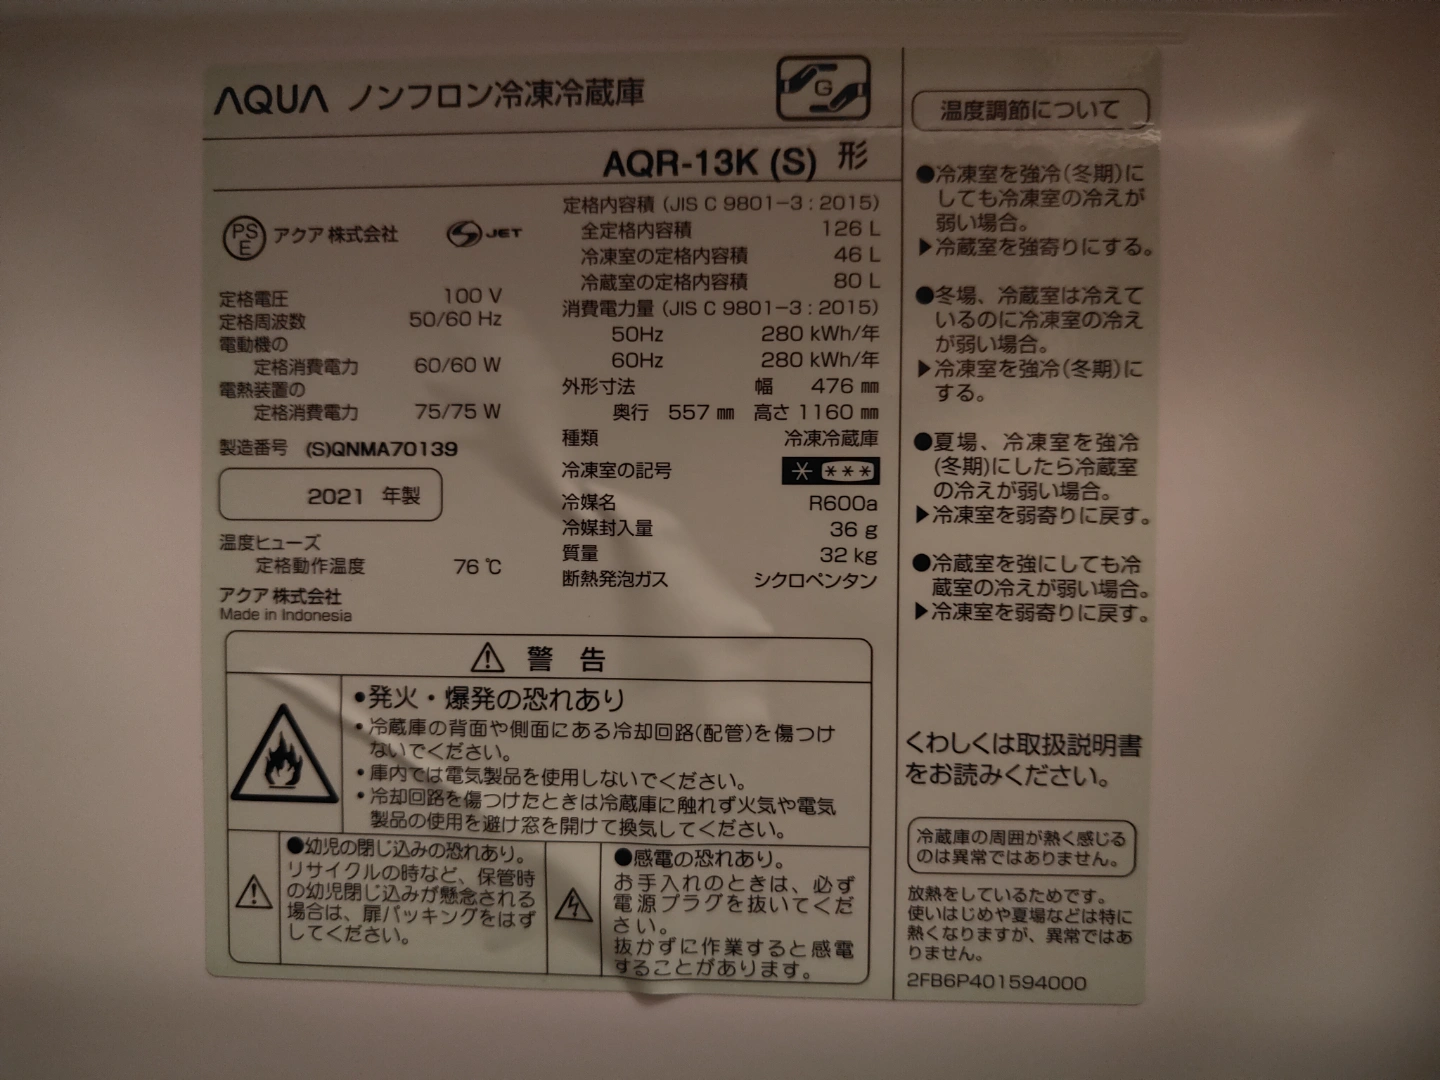 AQUA ノンフロン冷凍冷蔵庫
G
AQR-13K (S) 形
PS
E
アクア株式会社
JET
定格電圧 100 V
定格周波数 50/60 Hz
電動機の
定格消費電力 60/60 W
電熱装置の
定格消費電力 75/75 W
製造番号 (S)QNMA70139
2021 年製
温度ヒューズ
定格動作温度 76 ℃
アクア株式会社
Made in Indonesia
定格内容積 (JIS C 9801-3 : 2015)
全定格内容積 126 L
冷凍室の定格内容積 46 L
冷蔵室の定格内容積 80 L
消費電力量 (JIS C 9801-3 : 2015)
50Hz 280 kWh/年
60Hz 280 kWh/年
外形寸法 幅 476 mm
奥行 557 mm 高さ 1160 mm
種類 冷凍冷蔵庫
冷凍室の記号 * ***
冷媒名 R600a
冷媒封入量 36 g
質量 32 kg
断熱発泡ガス シクロペンタン
警 告
•発火・爆発の恐れあり
•冷蔵庫の背面や側面にある冷却回路(配管)を傷つけ
ないでください。
•庫内では電気製品を使用しないでください。
•冷却回路を傷つけたときは冷蔵庫に触れず火気や電気
製品の使用を避け窓を開けて換気してください。
●幼児の閉じ込みの恐れあり。
リサイクルの時など、保管時
の幼児閉じ込みが懸念される
場合は、扉パッキングをはず
してください。
●感電の恐れあり。
お手入れのときは、必ず
電源プラグを抜いてくだ
さい。
抜かずに作業すると感電
することがあります。
温度調節について
●冷凍室を強冷(冬期)に
しても冷凍室の冷えが
弱い場合。
▶冷蔵室を強寄りにする。
●冬場、冷蔵室は冷えて
いるのに冷凍室の冷え
が弱い場合。
▶冷凍室を強冷(冬期)に
する。
●夏場、冷凍室を強冷
(冬期)にしたら冷蔵室
の冷えが弱い場合。
▶冷凍室を弱寄りに戻す。
●冷蔵室を強にしても冷
蔵室の冷えが弱い場合。
▶冷凍室を弱寄りに戻す。
くわしくは取扱説明書
をお読みください。
冷蔵庫の周囲が熱く感じる
のは異常ではありません。
放熱をしているためです。
使いはじめや夏場などは特に
熱くなりますが、異常ではあ
りません。
2FB6P401594000